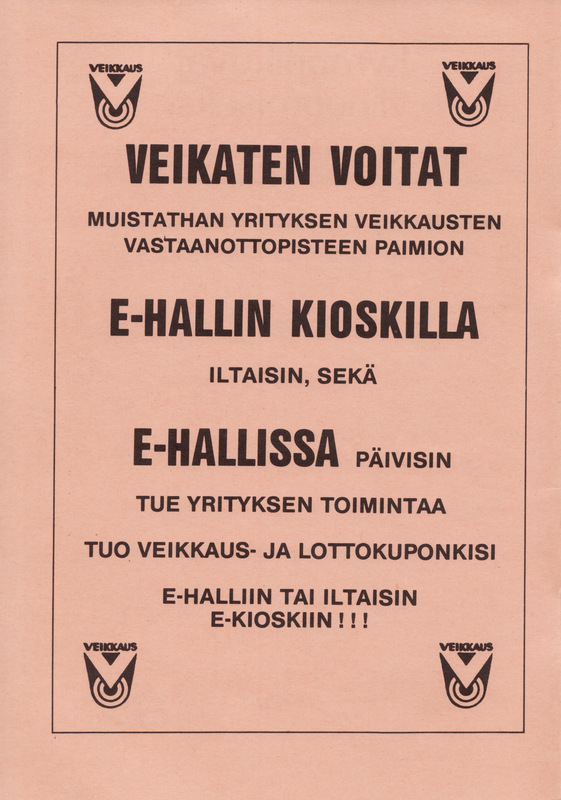 VEIKKAUS
VEIKKAUS
VEIKATEN VOITAT
MUISTATHAN YRITYKSEN VEIKKAUSTEN
VASTAANOTTOPISTEEN PAIMION
E-HALLIN KIOSKILLA
ILTAISIN, SEKÄ
E-HALLISSA PÄIVISIN
TUE YRITYKSEN TOIMINTAA
TUO VEIKKAUS- JA LOTTOKUPONKISI
E-HALLIIN TAI ILTAISIN
E-KIOSKIIN!!!
VEIKKAUS
VEIKKAUS